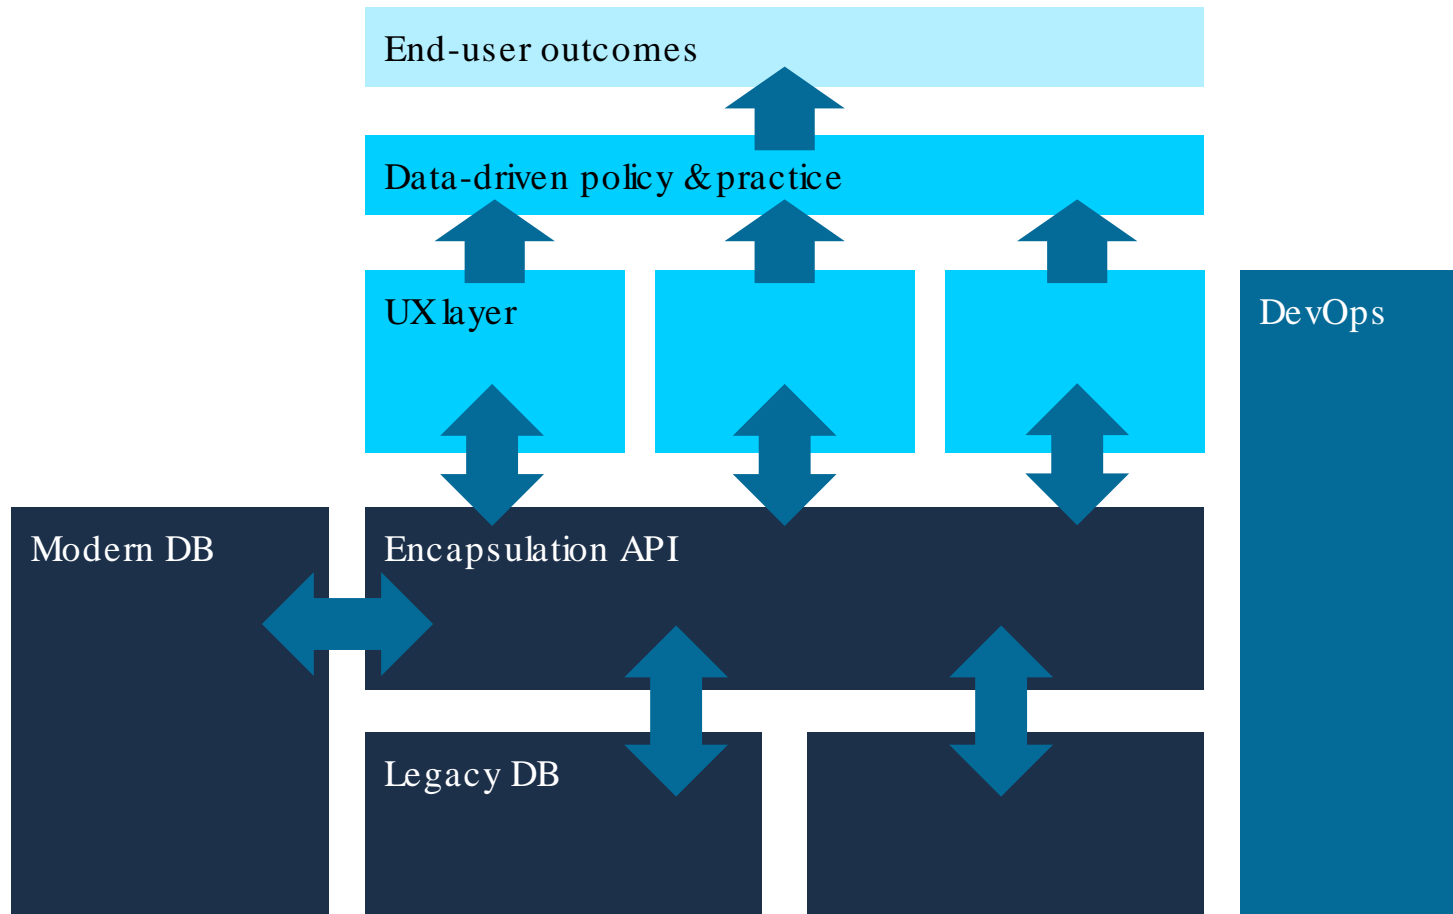 End-user outcomes
Data-driven policy & practice
UX layer
DevOps
Modern DB
Encapsulation API
Legacy DB